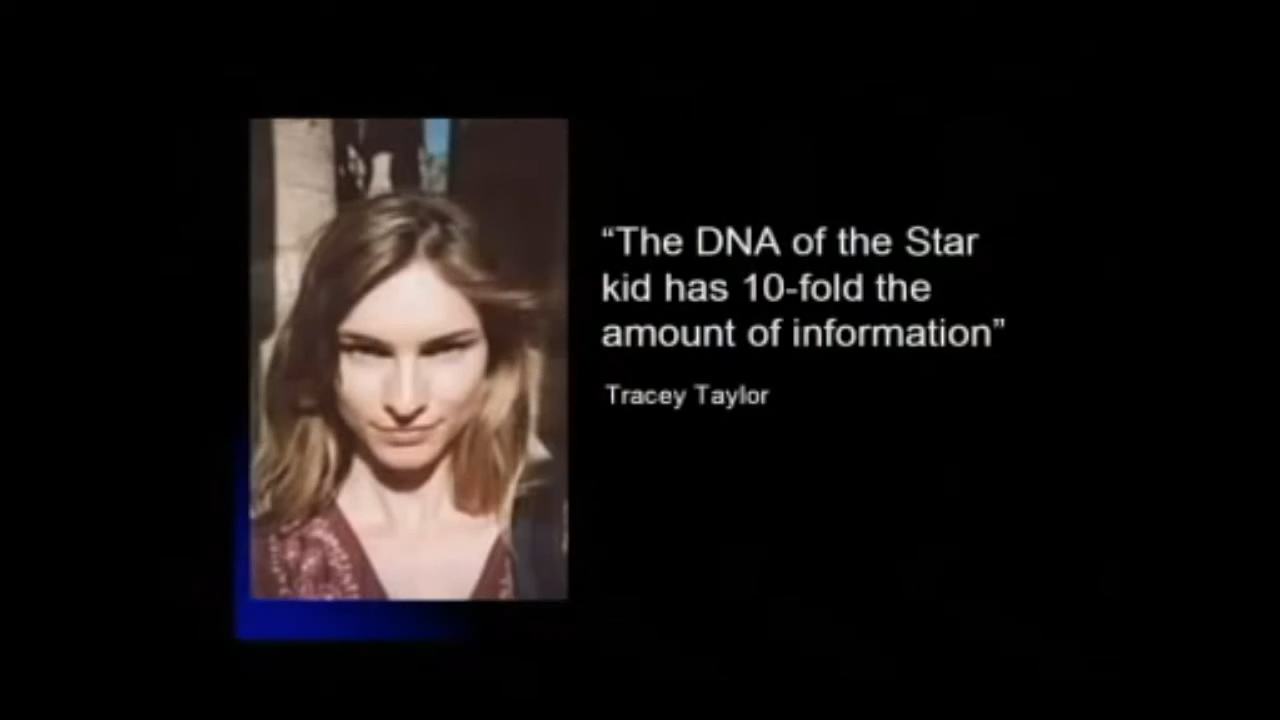 “The DNA of the Star
kid has 10-fold the
amount of information”
Tracey Taylor